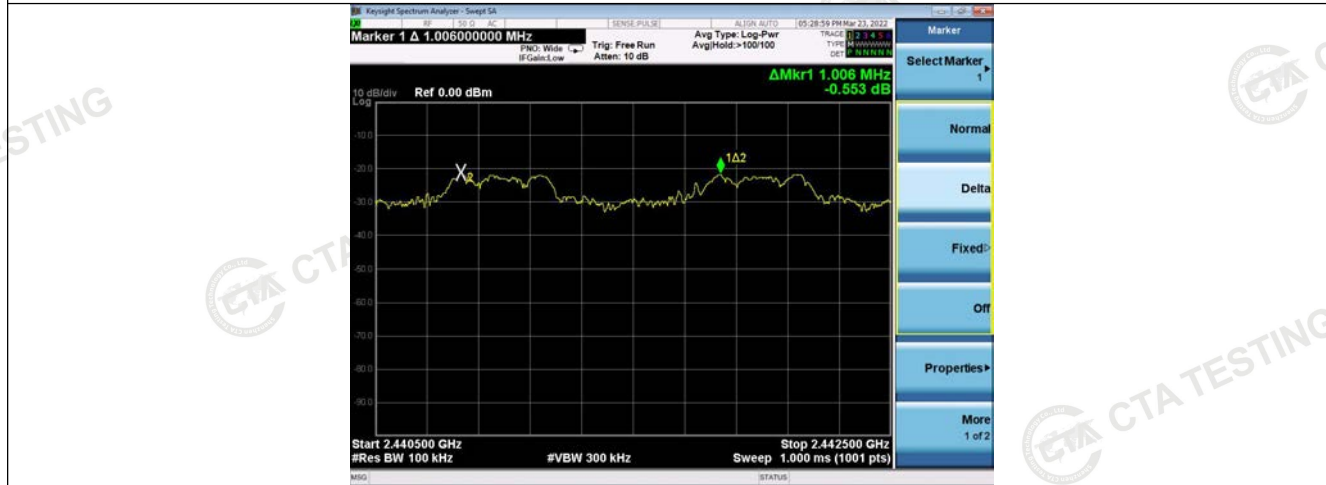 Keysight Spectrum Analyzer - Swept SA
RF 50 Ω AC SENSE:PULSE ALIGN AUTO 05:28:59 PM Mar 23, 2022
Marker 1 Δ 1.006000000 MHz
PNO: Wide
IFGain:Low
Trig: Free Run
Atten: 10 dB
Avg Type: Log-Pwr
Avg|Hold:>100/100
TRACE 1 2 3 4 5 6
TYPE M WWWWW
DET P N N N N N
ΔMkr1 1.006 MHz
-0.553 dB
10 dB/div Ref 0.00 dBm
Log
-10.0
-20.0
-30.0
-40.0
-50.0
-60.0
-70.0
-80.0
-90.0
1Δ2
2
Start 2.440500 GHz Stop 2.442500 GHz
#Res BW 100 kHz #VBW 300 kHz Sweep 1.000 ms (1001 pts)
MSG STATUS
Marker
Select Marker
1
Normal
Delta
Fixed
Off
Properties
More
1 of 2
STING
CTA
CTA TESTING